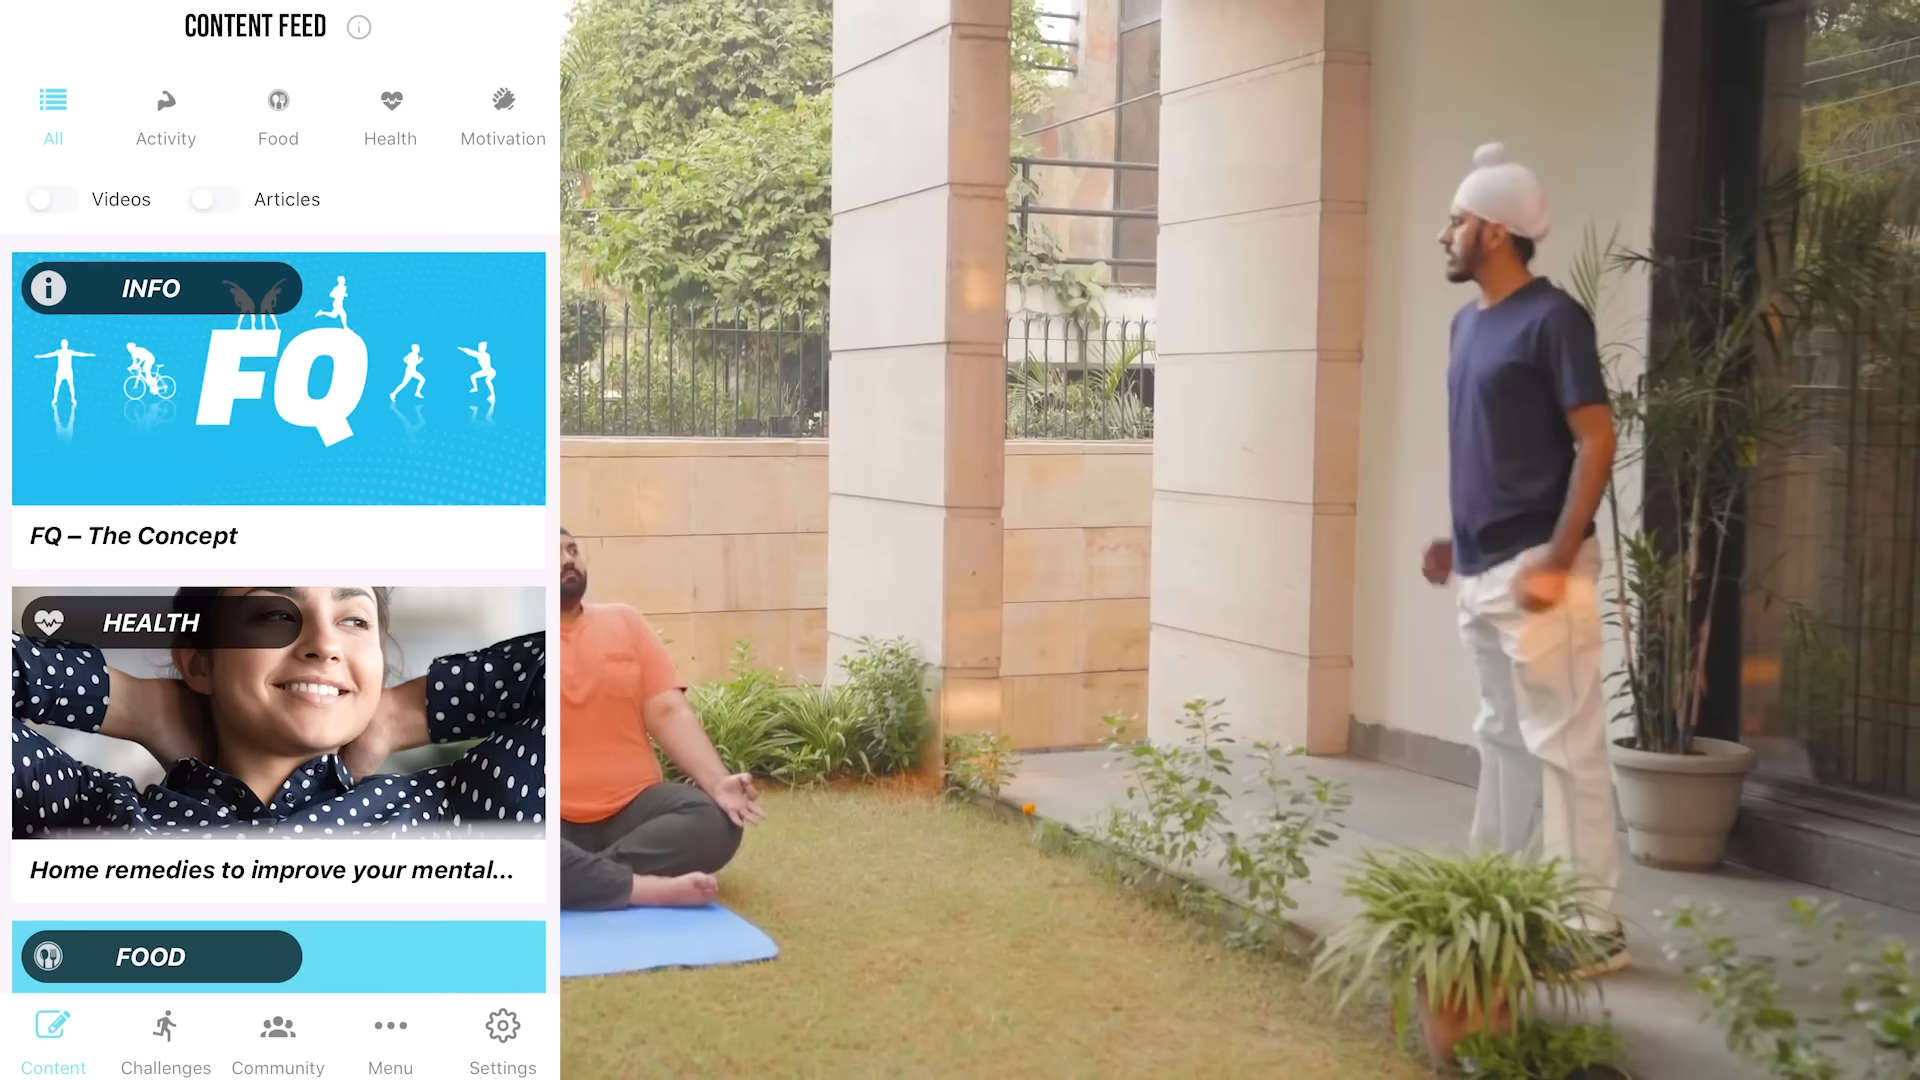 CONTENT FEED
All
Activity
Food
Health
Motivation
Videos
Articles
INFO
FQ
FQ – The Concept
HEALTH
Home remedies to improve your mental...
FOOD
Content
Challenges
Community
Menu
Settings